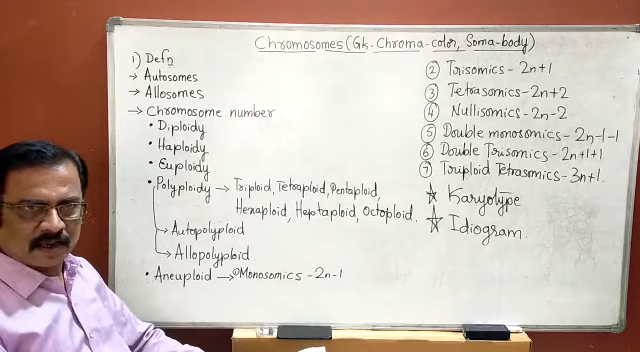 Chromosomes (Gk-Chroma-color, Soma-body)
1) Defn
→ Autosomes
→ Allosomes
→ Chromosome number
• Diploidy
• Haploidy
• Euploidy
• Polyploidy → Triploid, Tetraploid, Pentaploid,
Hexaploid, Heptaploid, Octoploid.
→ Autopolyploid
→ Allopolyploid
• Aneuploid → ① Monosomics - 2n-1
② Trisomics - 2n+1
③ Tetrasomics - 2n+2
④ Nullisomics - 2n-2
⑤ Double monosomics - 2n-1-1
⑥ Double Trisomics - 2n+1+1
⑦ Triploid Tetrasomics - 3n+1.
☆ Karyotype
☆ Idiogram.